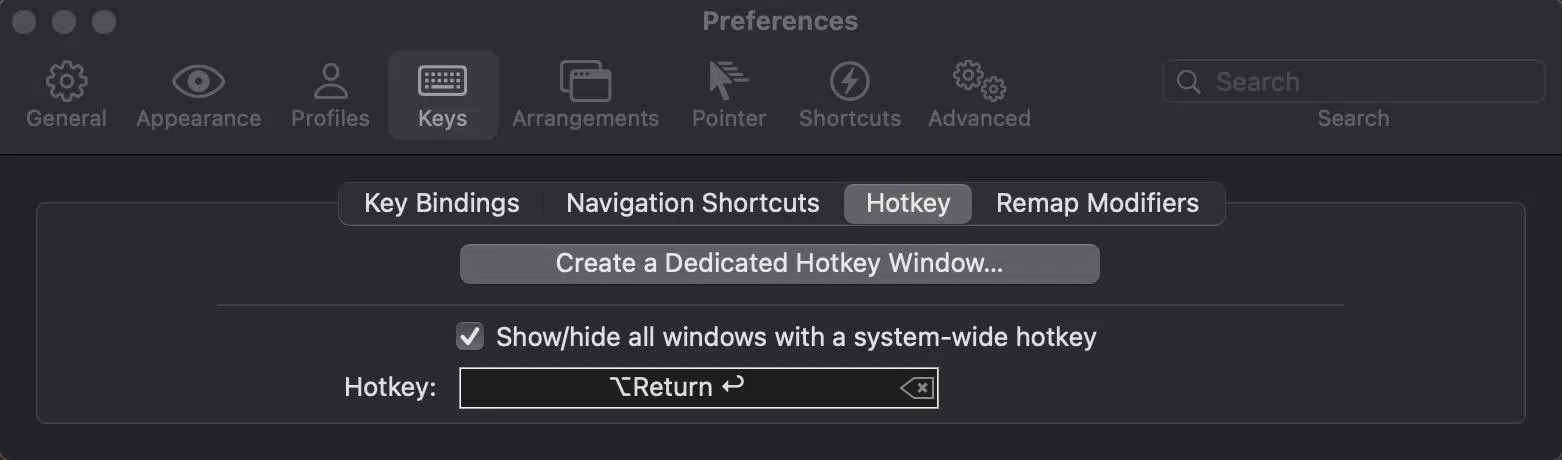 Preferences
General Appearance Profiles Keys Arrangements Pointer Shortcuts Advanced Search
Search
Key Bindings Navigation Shortcuts Hotkey Remap Modifiers
Create a Dedicated Hotkey Window...
Show/hide all windows with a system-wide hotkey
Hotkey: ⌥Return ↩